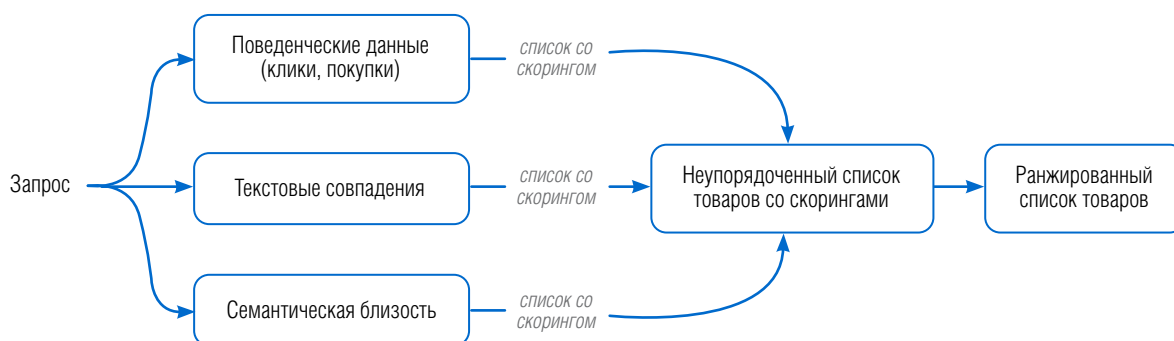 Поведенческие данные
(клики, покупки)
список со
скорингом
Запрос
Текстовые совпадения
список со
скорингом
Неупорядоченный список
товаров со скорингами
Ранжированный
список товаров
Семантическая близость
список со
скорингом